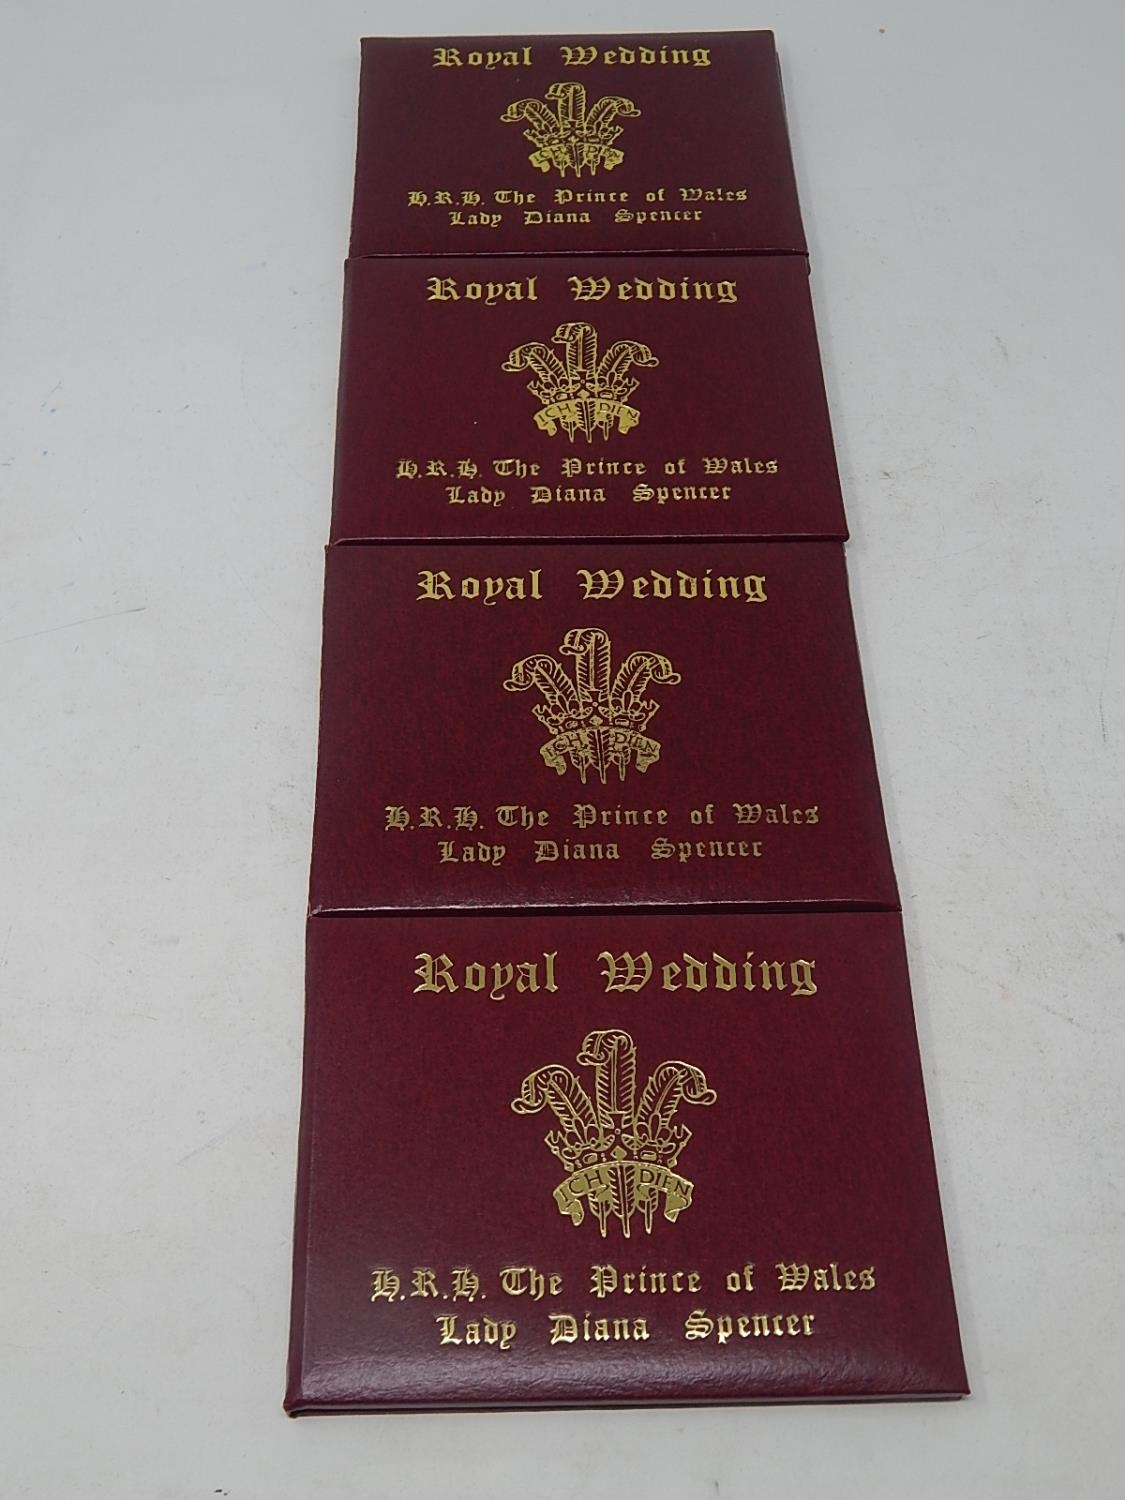 Royal Wedding
ICH DIEN
H.R.H. The Prince of Wales
Lady Diana Spencer
Royal Wedding
ICH DIEN
H.R.H. The Prince of Wales
Lady Diana Spencer
Royal Wedding
ICH DIEN
H.R.H. The Prince of Wales
Lady Diana Spencer
Royal Wedding
ICH DIEN
H.R.H. The Prince of Wales
Lady Diana Spencer